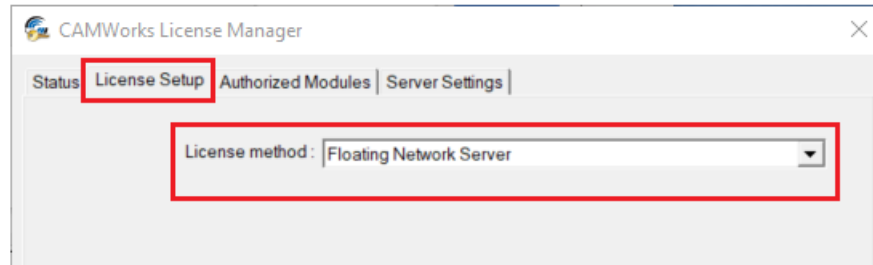 CAMWorks License Manager
Status License Setup Authorized Modules Server Settings
License method : Floating Network Server